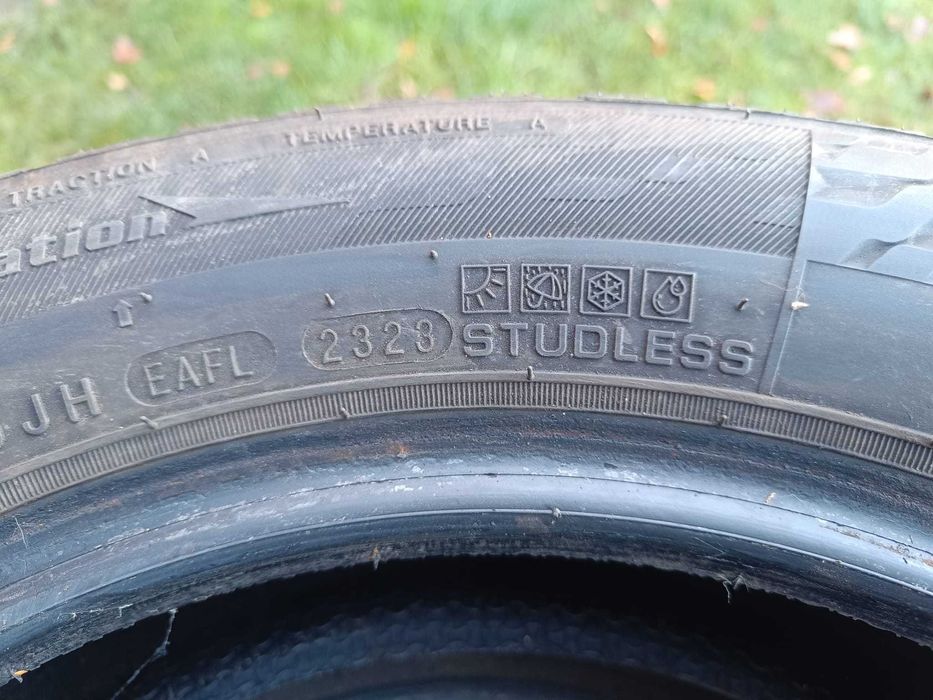 TRACTION A TEMPERATURE A
ation
JH EAFL 2323 STUDLESS